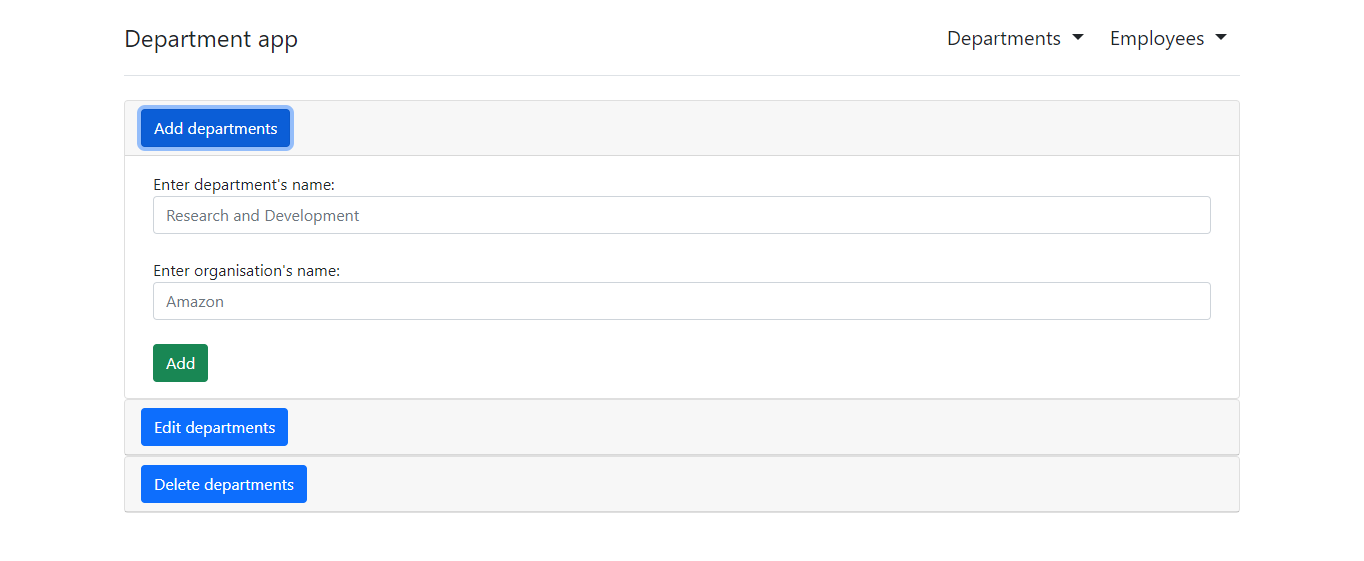 Department app
Departments
Employees
Add departments
Enter department's name:
Research and Development
Enter organisation's name:
Amazon
Add
Edit departments
Delete departments